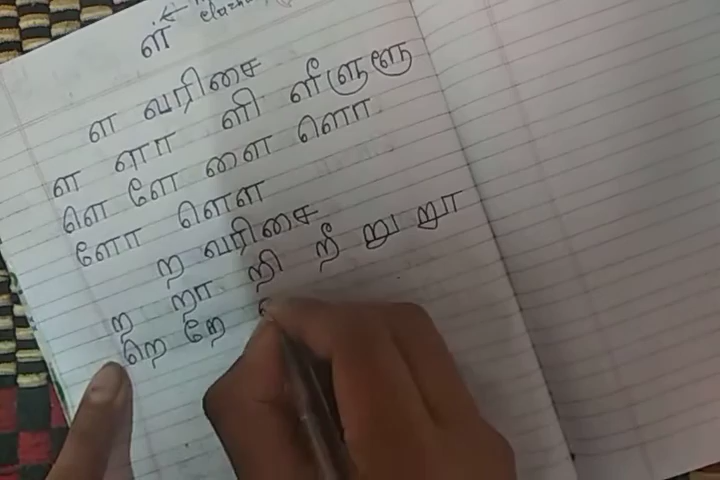 ள்
ள வரிசை
ள ளா ளி ளீ ளு ளூ
ளெ ளே ளை ளொ
ளோ ளௌ
ற வரிசை
ற றா றி றீ று றூ
றெ றே